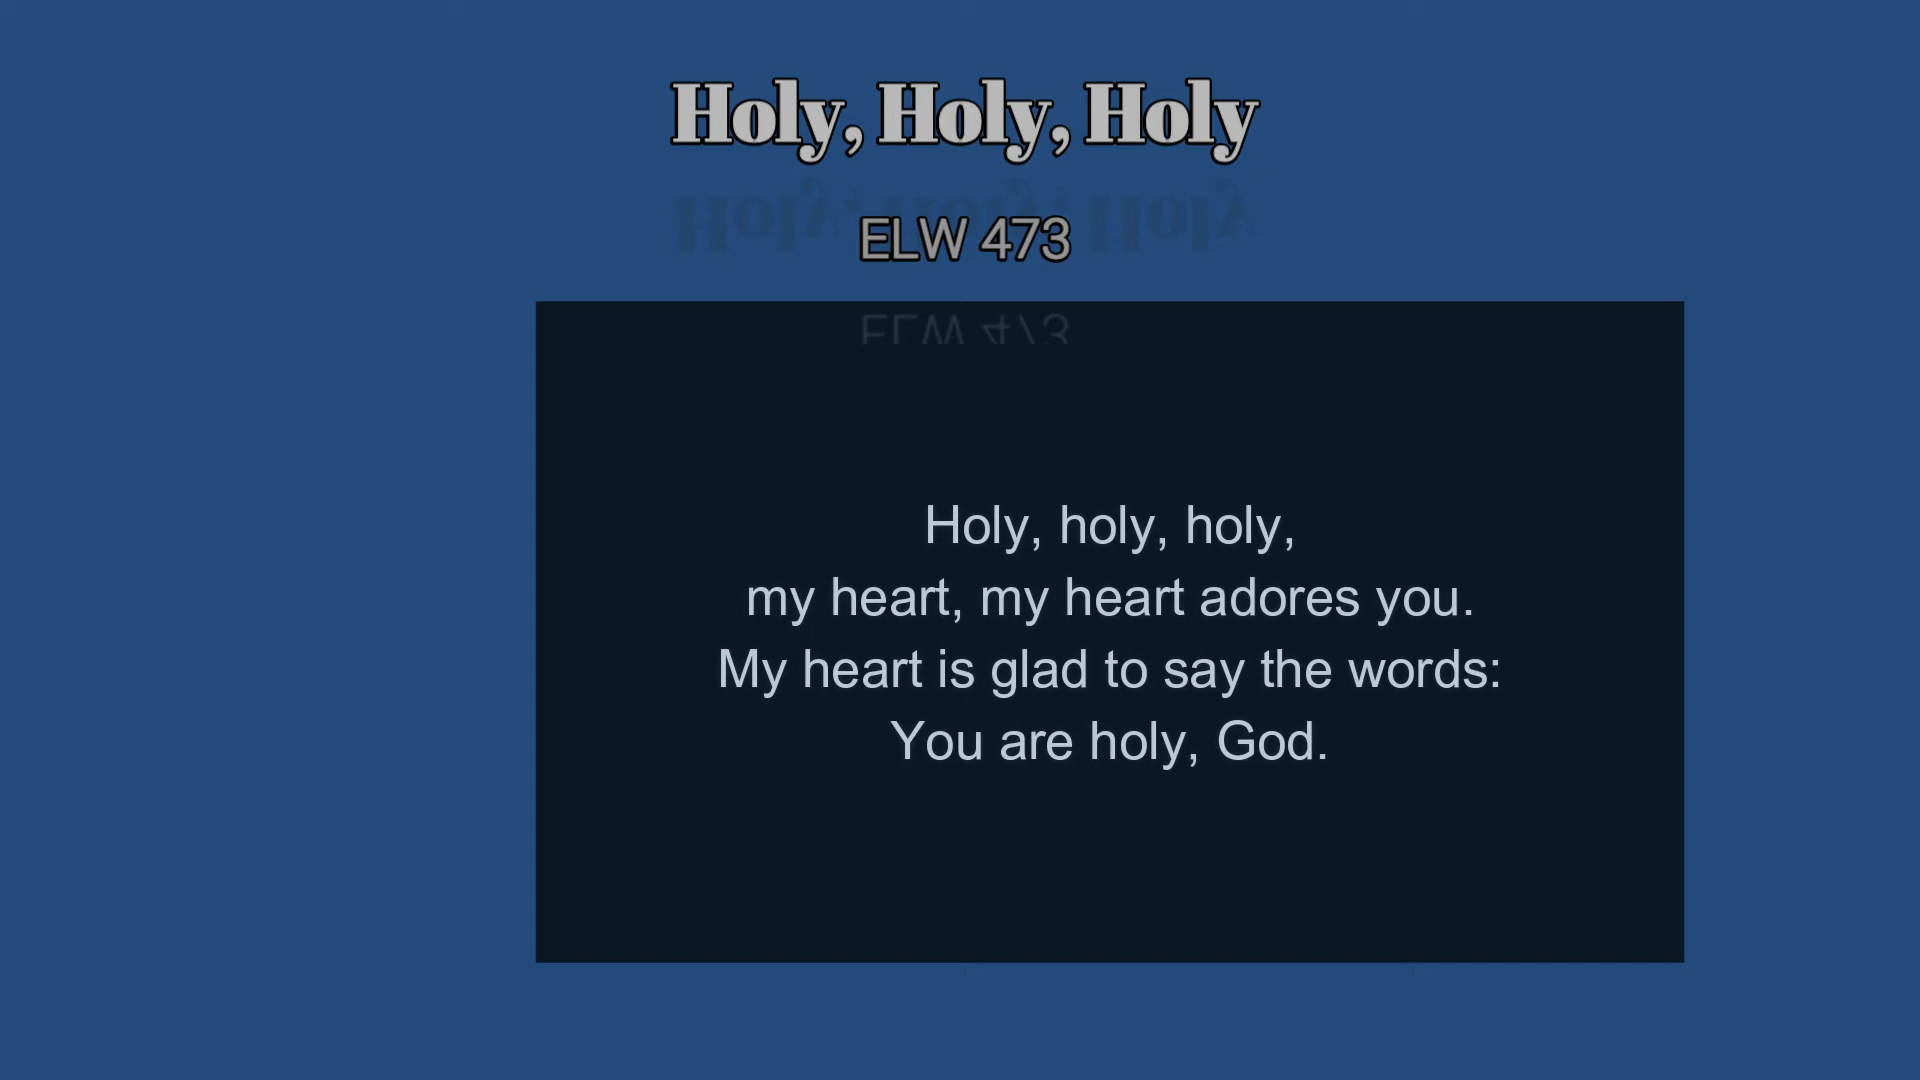 Holy, Holy, Holy
ELW 473
Holy, holy, holy,
my heart, my heart adores you.
My heart is glad to say the words:
You are holy, God.